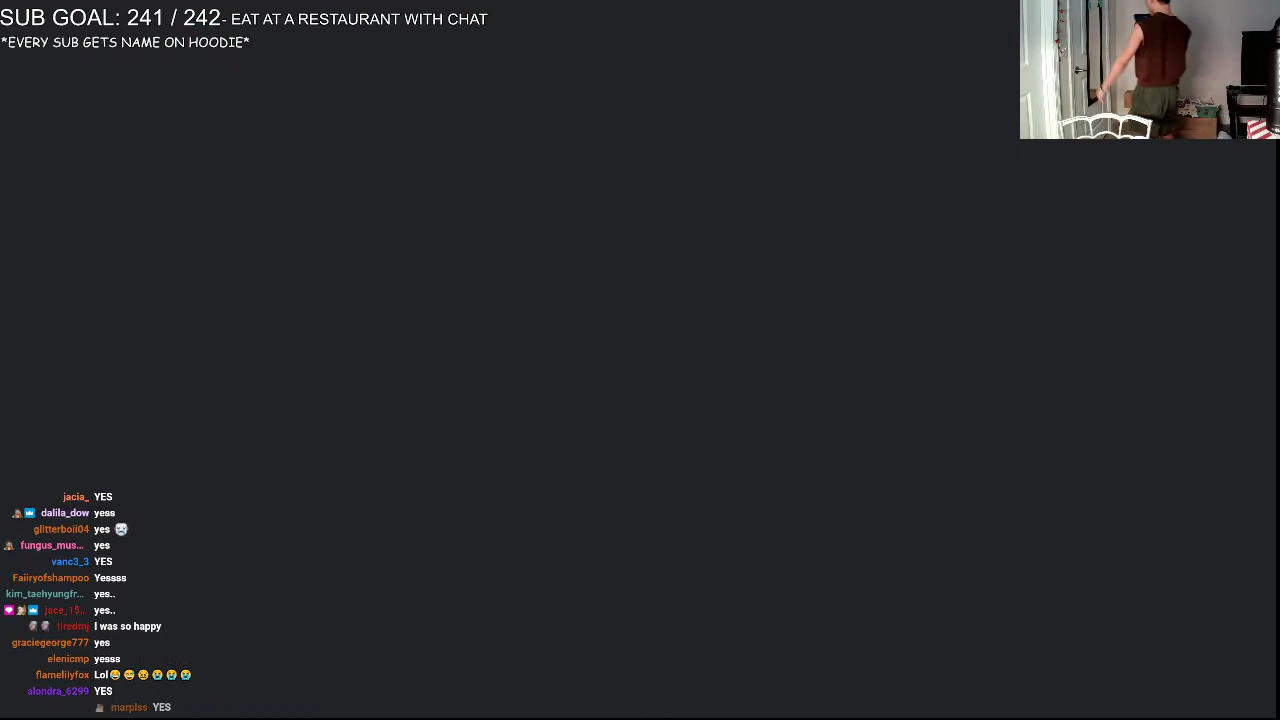 SUB GOAL: 241 / 242- EAT AT A RESTAURANT WITH CHAT
*EVERY SUB GETS NAME ON HOODIE*
jacia_ YES
dalila_dow yess
glitterboii04 yes
fungus_mus... yes
vanc3_3 YES
Faiiryofshampoo Yessss
kim_taehyungfr... yes..
jace_15... yes..
tiredmj I was so happy
graciegeorge777 yes
elenicmp yesss
flamelilyfox Lol😂😅😖😭😭😭
alondra_6299 YES
marplss YES